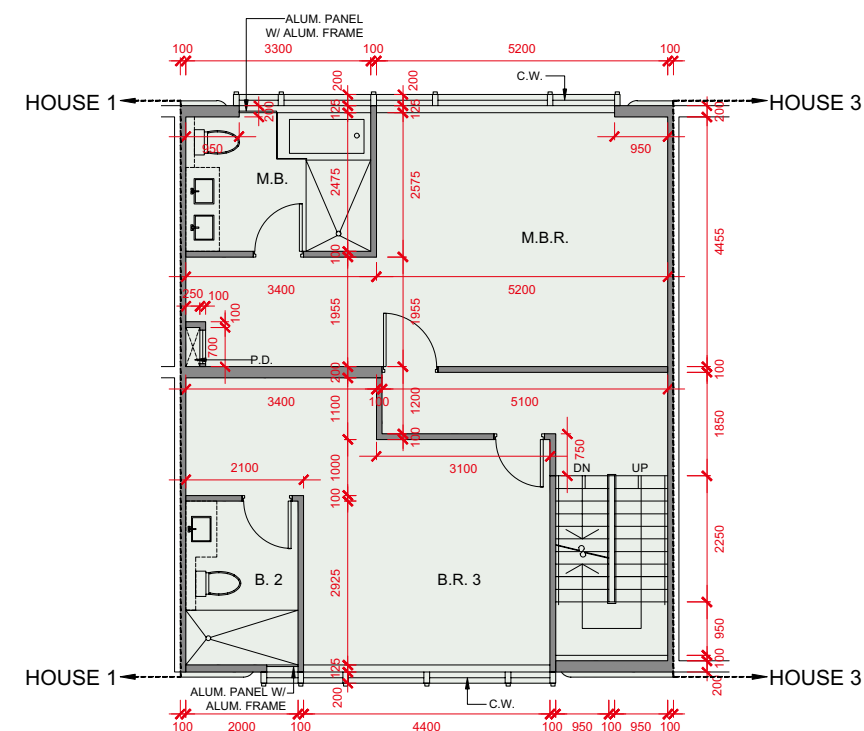 ALUM. PANEL
W/ ALUM. FRAME
100 3300 100 5200 100
C.W.
HOUSE 1
HOUSE 3
200
200
200
125
125
200
950
950
M.B.
2475
2575
M.B.R.
4455
100
3400
5200
250
100
100
1955
1955
700
P.D.
200
100
3400
100
5100
1100
1200
1850
100
3100
750
2100
1000
DN
UP
100
2250
B. 2
2925
B.R. 3
950
125
100
HOUSE 1
HOUSE 3
ALUM. PANEL W/
ALUM. FRAME
200
C.W.
200
100 2000 100 4400 100 950 100 950 100